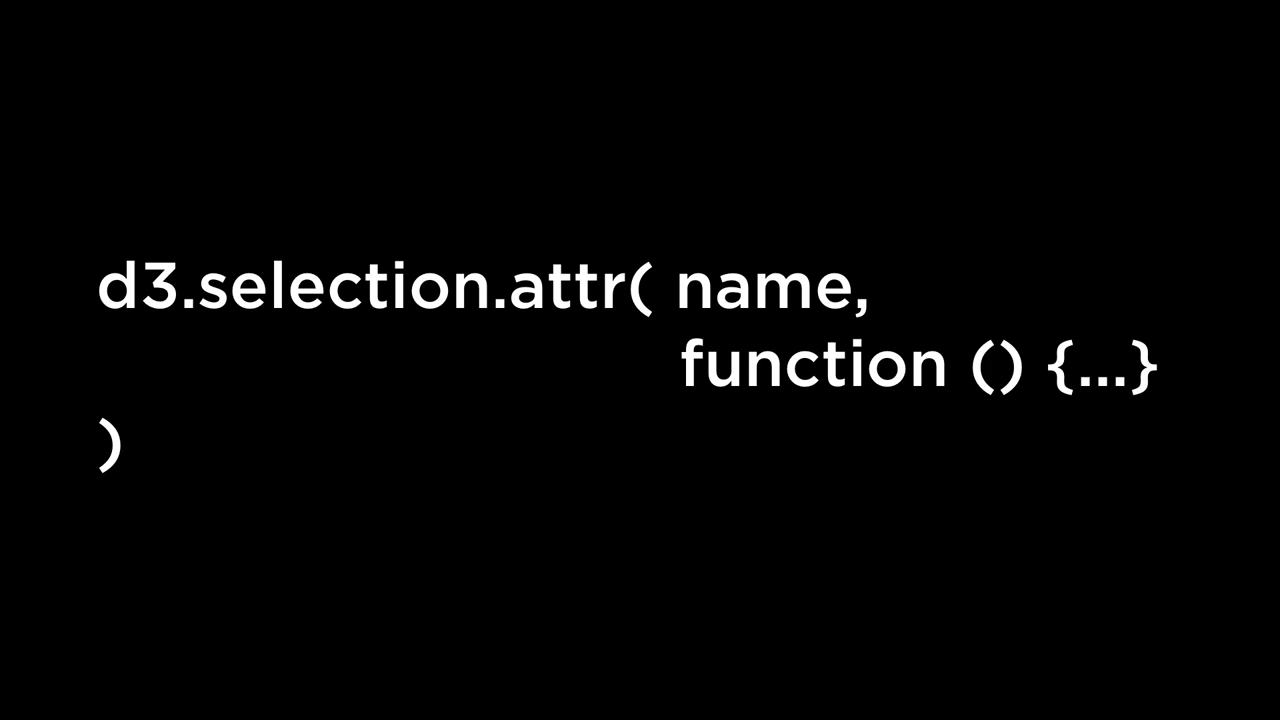 d3.selection.attr( name,
function () {...}
)